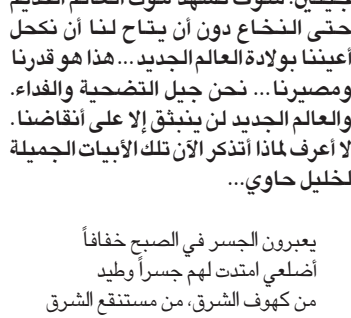 حتى النخاع دون أن يتاح لنا أن نكحل
أعيننا بولادة العالم الجديد... هذا هو قدرنا
ومصيرنا... نحن جيل التضحية والفداء.
والعالم الجديد لن ينبثق إلا على أنقاضنا.
لا أعرف لماذا أتذكر الآن تلك الأبيات الجميلة
لخليل حاوي...
يعبرون الجسر في الصبح خفافاً
أضلعي امتدت لهم جسراً وطيد
من كهوف الشرق، من مستنقع الشرق